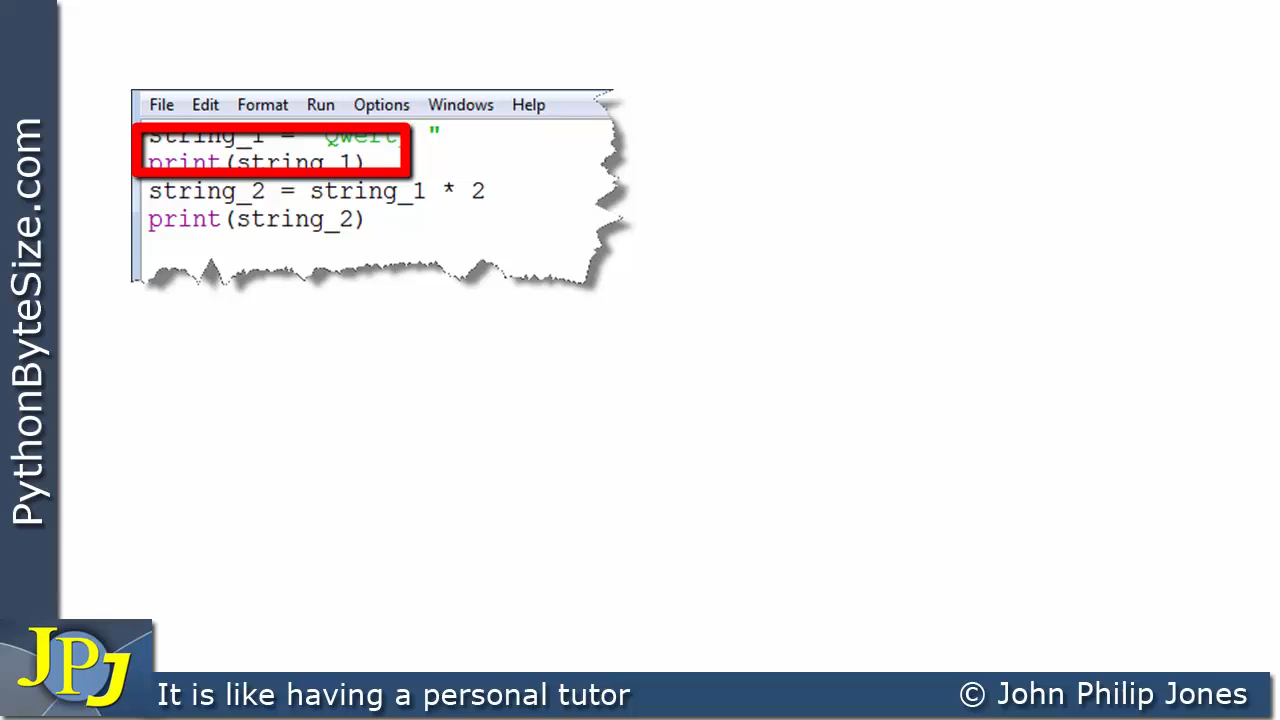 PythonByteSize.com
File Edit Format Run Options Windows Help
string_1 = "
print(string_1)
string_2 = string_1 * 2
print(string_2)
JPJ
It is like having a personal tutor
© John Philip Jones